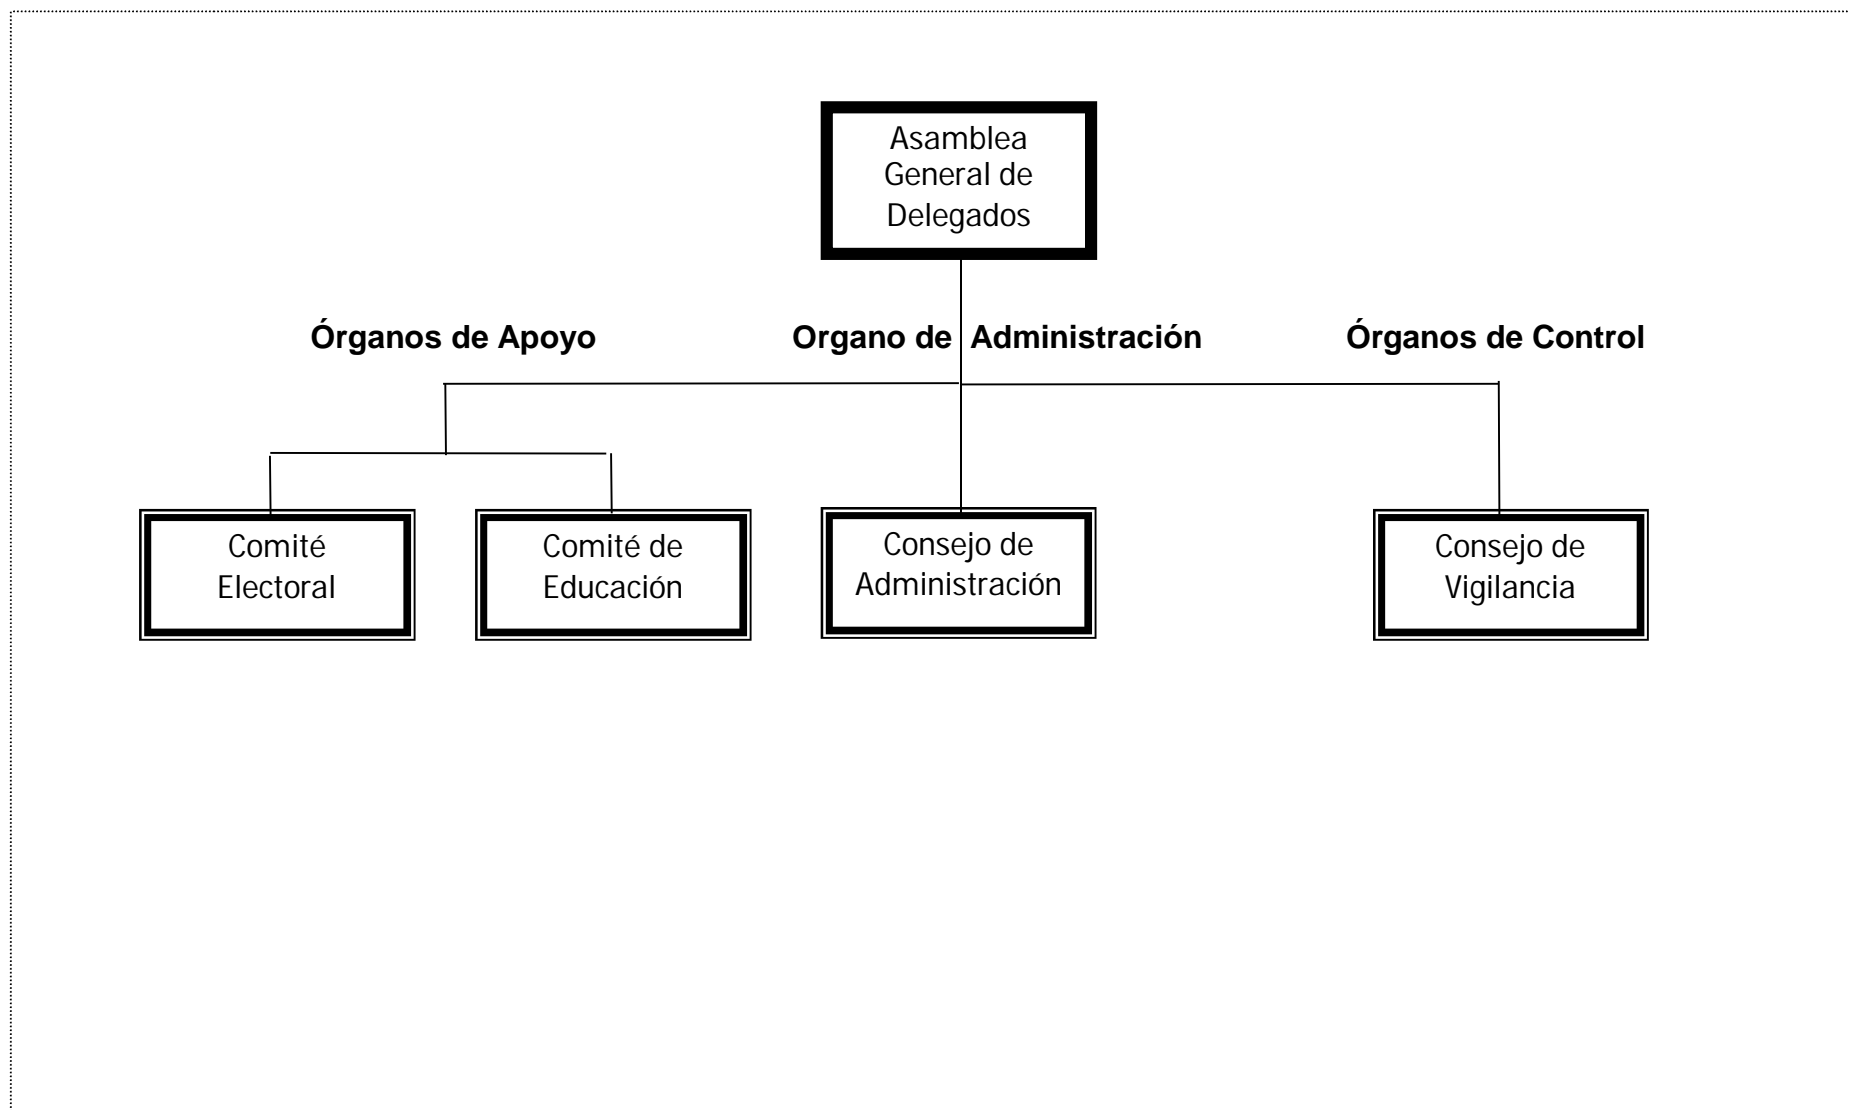 Asamblea
General de
Delegados
Órganos de Apoyo
Organo de Administración
Órganos de Control
Comité
Electoral
Comité de
Educación
Consejo de
Administración
Consejo de
Vigilancia